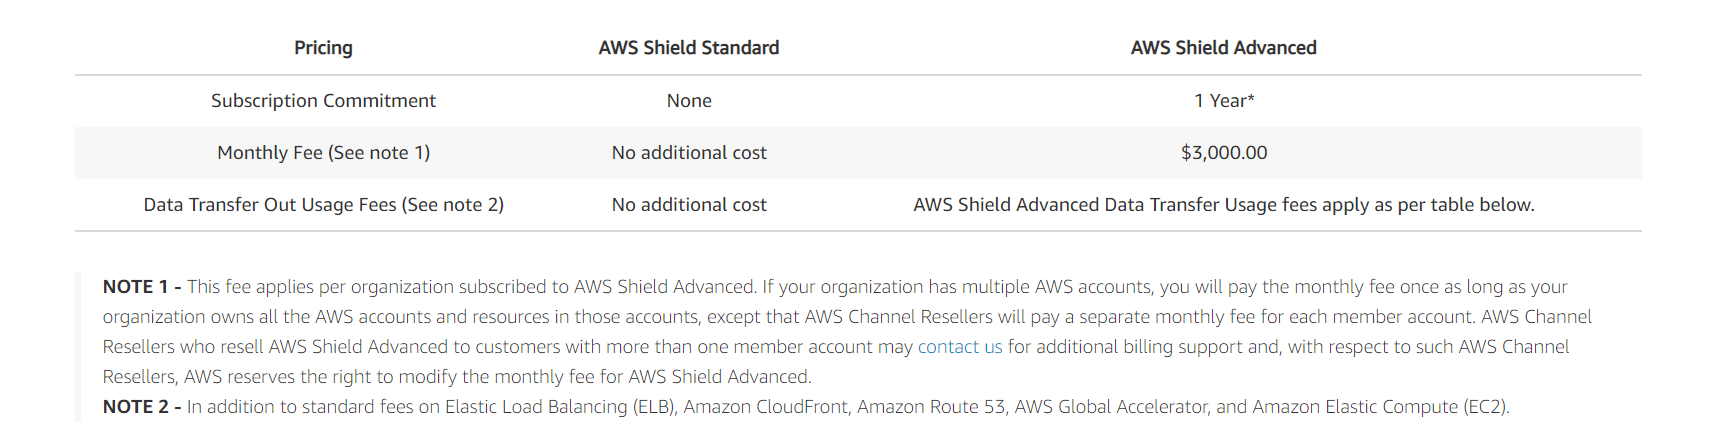 Pricing AWS Shield Standard AWS Shield Advanced
Subscription Commitment None 1 Year*
Monthly Fee (See note 1) No additional cost $3,000.00
Data Transfer Out Usage Fees (See note 2) No additional cost AWS Shield Advanced Data Transfer Usage fees apply as per table below.
NOTE 1 - This fee applies per organization subscribed to AWS Shield Advanced. If your organization has multiple AWS accounts, you will pay the monthly fee once as long as your
organization owns all the AWS accounts and resources in those accounts, except that AWS Channel Resellers will pay a separate monthly fee for each member account. AWS Channel
Resellers who resell AWS Shield Advanced to customers with more than one member account may contact us for additional billing support and, with respect to such AWS Channel
Resellers, AWS reserves the right to modify the monthly fee for AWS Shield Advanced.
NOTE 2 - In addition to standard fees on Elastic Load Balancing (ELB), Amazon CloudFront, Amazon Route 53, AWS Global Accelerator, and Amazon Elastic Compute (EC2).